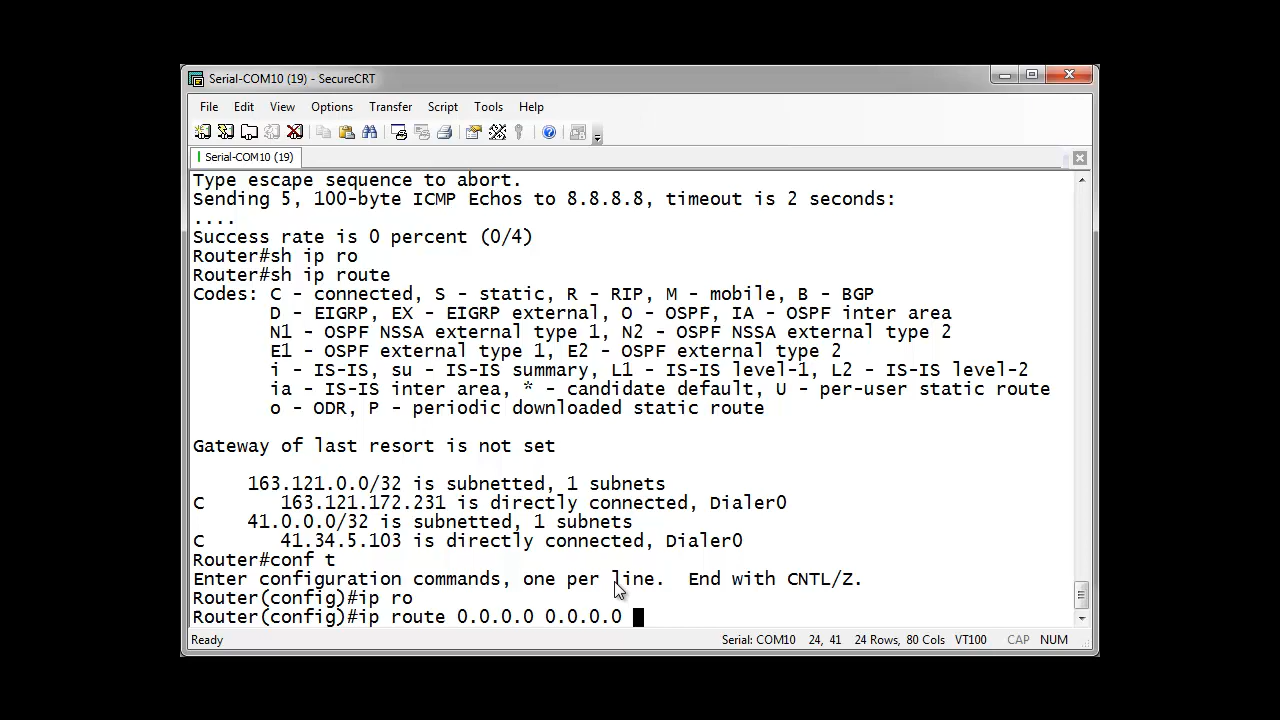 Serial-COM10 (19) - SecureCRT
File Edit View Options Transfer Script Tools Help
Serial-COM10 (19)
Type escape sequence to abort.
Sending 5, 100-byte ICMP Echos to 8.8.8.8, timeout is 2 seconds:
....
Success rate is 0 percent (0/4)
Router#sh ip ro
Router#sh ip route
Codes: C - connected, S - static, R - RIP, M - mobile, B - BGP
D - EIGRP, EX - EIGRP external, O - OSPF, IA - OSPF inter area
N1 - OSPF NSSA external type 1, N2 - OSPF NSSA external type 2
E1 - OSPF external type 1, E2 - OSPF external type 2
i - IS-IS, su - IS-IS summary, L1 - IS-IS level-1, L2 - IS-IS level-2
ia - IS-IS inter area, * - candidate default, U - per-user static route
o - ODR, P - periodic downloaded static route
Gateway of last resort is not set
163.121.0.0/32 is subnetted, 1 subnets
C 163.121.172.231 is directly connected, Dialer0
41.0.0.0/32 is subnetted, 1 subnets
C 41.34.5.103 is directly connected, Dialer0
Router#conf t
Enter configuration commands, one per line. End with CNTL/Z.
Router(config)#ip ro
Router(config)#ip route 0.0.0.0 0.0.0.0
Ready Serial: COM10 24, 41 24 Rows, 80 Cols VT100 CAP NUM